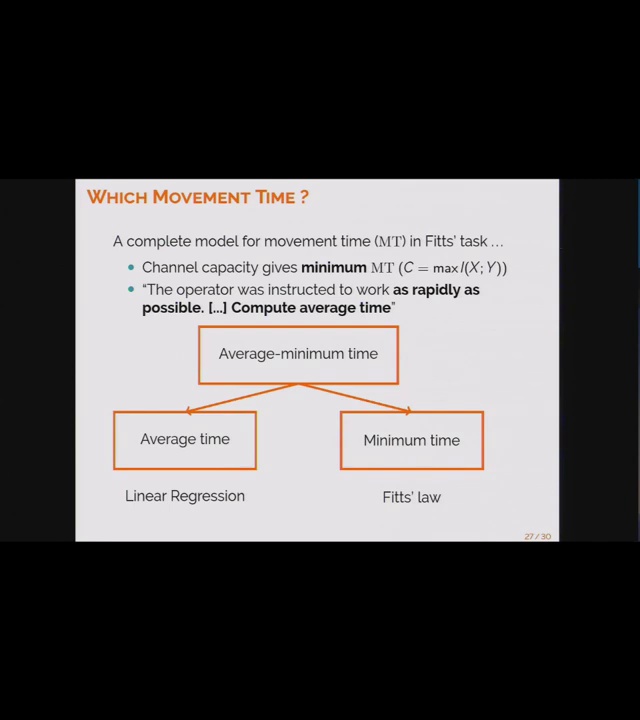 WHICH MOVEMENT TIME ?
A complete model for movement time (MT) in Fitts' task …
• Channel capacity gives minimum MT (C = max I(X; Y))
• “The operator was instructed to work as rapidly as
possible. [...] Compute average time”
Average-minimum time
Average time
Minimum time
Linear Regression
Fitts' law
27 / 30